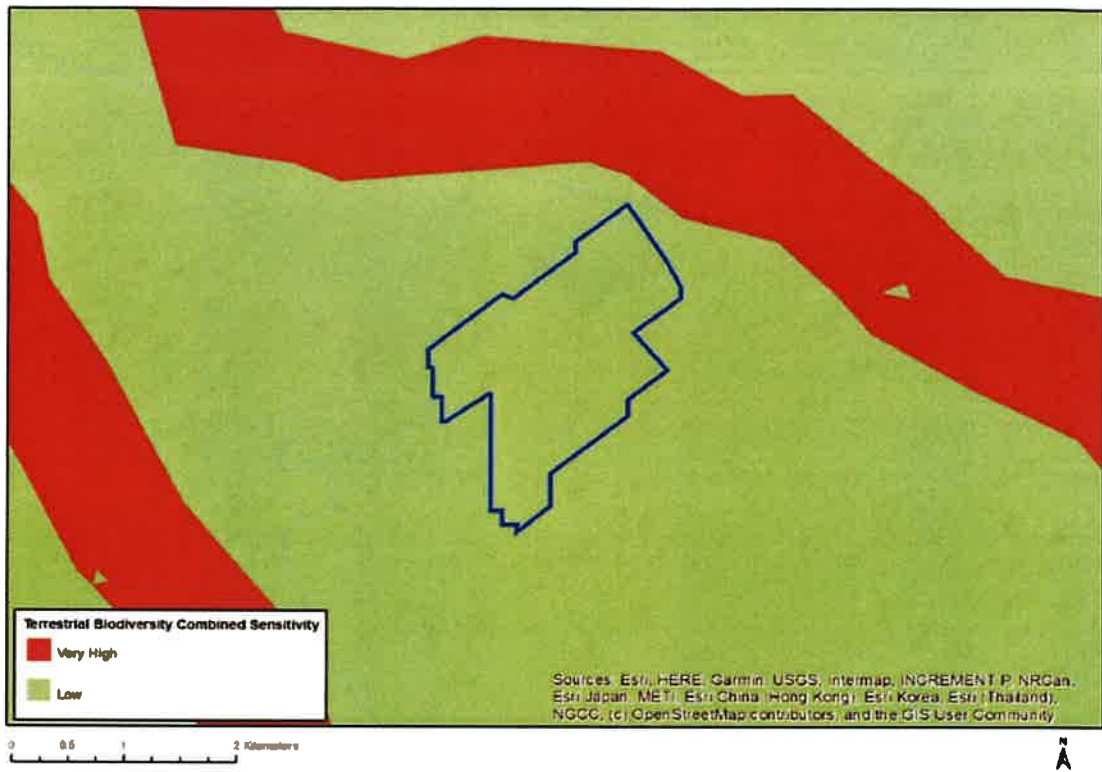 Terrestrial Biodiversity Combined Sensitivity
Very High
Low
Sources: Esri, HERE, Garmin, USGS, Intermap, INCREMENT P, NRCan,
Esri Japan, METI, Esri China (Hong Kong), Esri Korea, Esri (Thailand),
NGCC, (c) OpenStreetMap contributors, and the GIS User Community
0 0.5 1 2 Kilometers
N